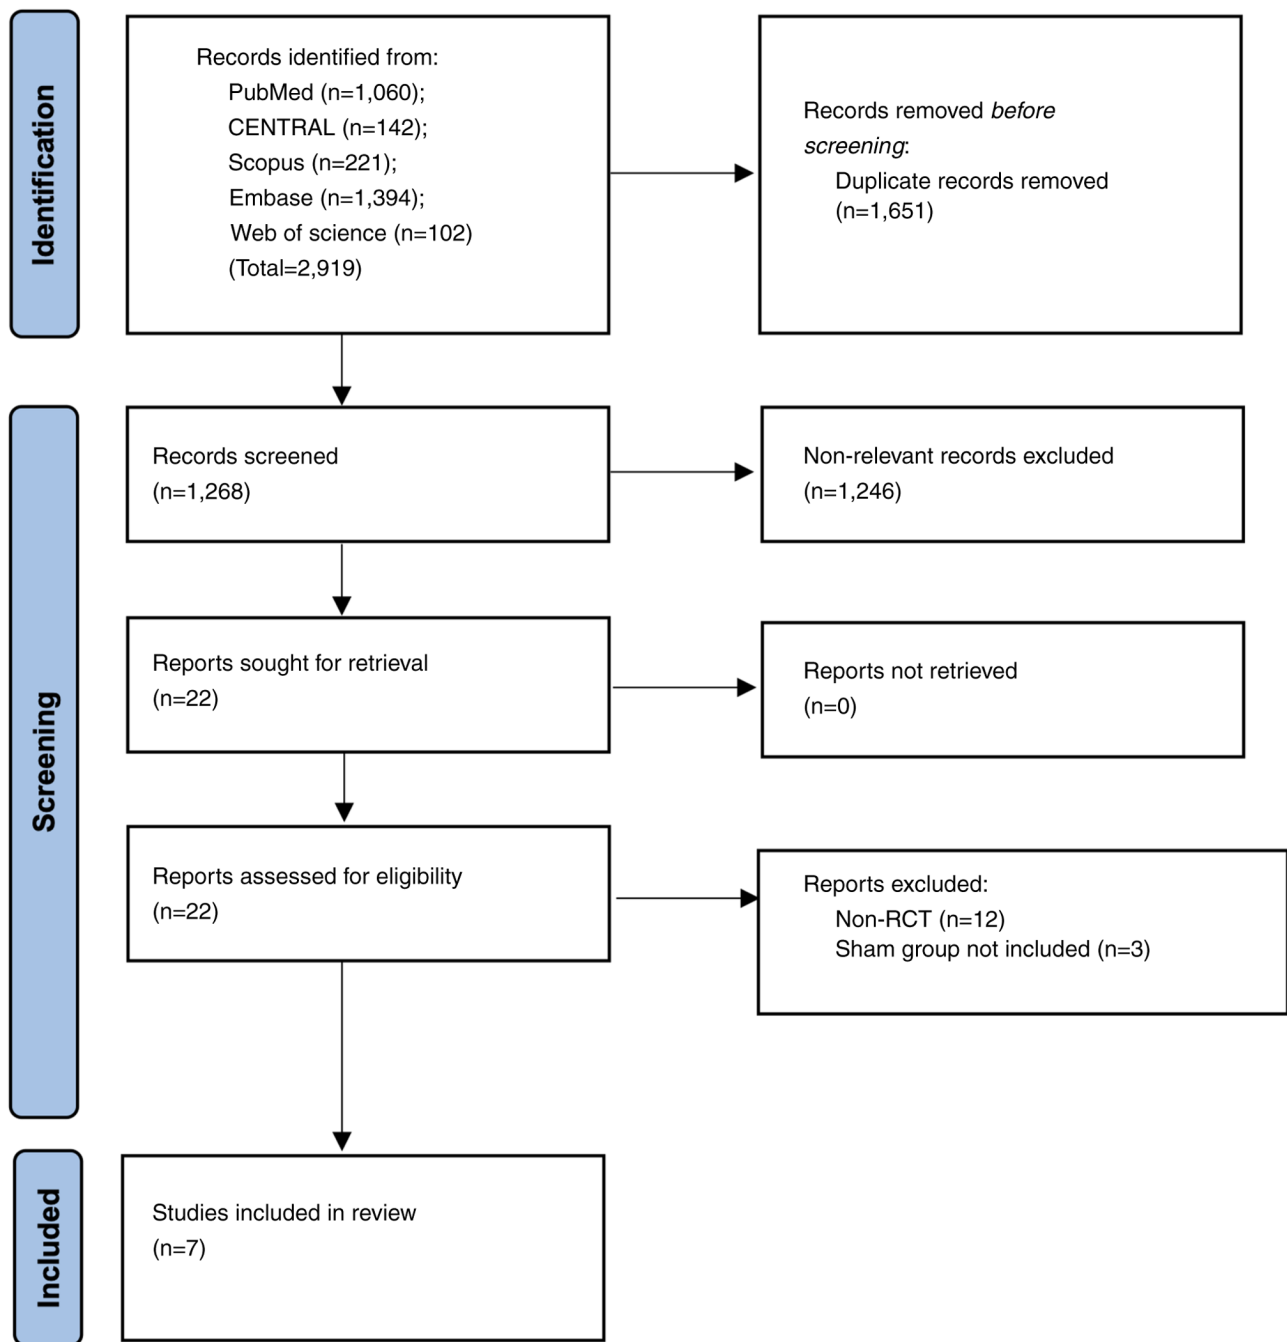 Identification
Records identified from:
PubMed (n=1,060);
CENTRAL (n=142);
Scopus (n=221);
Embase (n=1,394);
Web of science (n=102)
(Total=2,919)
Records removed before
screening:
Duplicate records removed
(n=1,651)
Screening
Records screened
(n=1,268)
Non-relevant records excluded
(n=1,246)
Reports sought for retrieval
(n=22)
Reports not retrieved
(n=0)
Reports assessed for eligibility
(n=22)
Reports excluded:
Non-RCT (n=12)
Sham group not included (n=3)
Included
Studies included in review
(n=7)